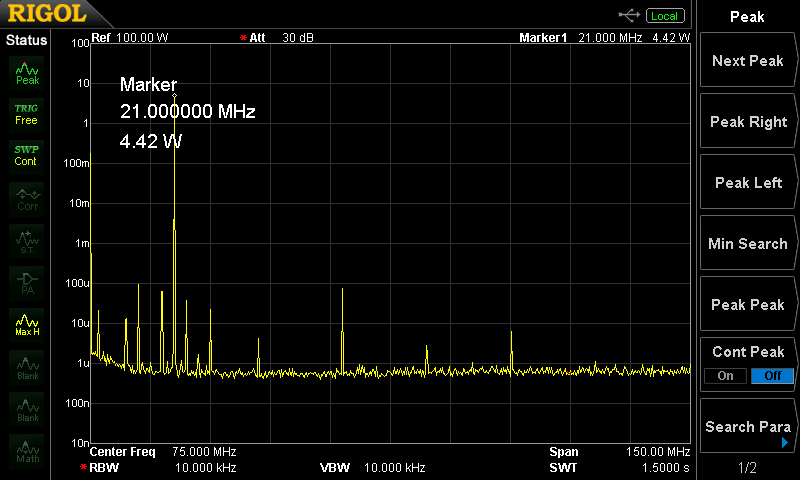 RIGOL
Local
Peak
Status
Ref 100.00 W
* Att 30 dB
Marker1 21.000 MHz 4.42 W
Peak
TRIG
Free
SWP
Cont
Corr
S.T.
PA
Max H
Blank
Blank
Math
100
10
1
100m
10m
1m
100u
10u
1u
100n
10n
Marker
21.000000 MHz
4.42 W
Center Freq 75.000 MHz
Span 150.00 MHz
* RBW 10.000 kHz
VBW 10.000 kHz
SWT 1.5000 s
Next Peak
Peak Right
Peak Left
Min Search
Peak Peak
Cont Peak
On Off
Search Para
1/2